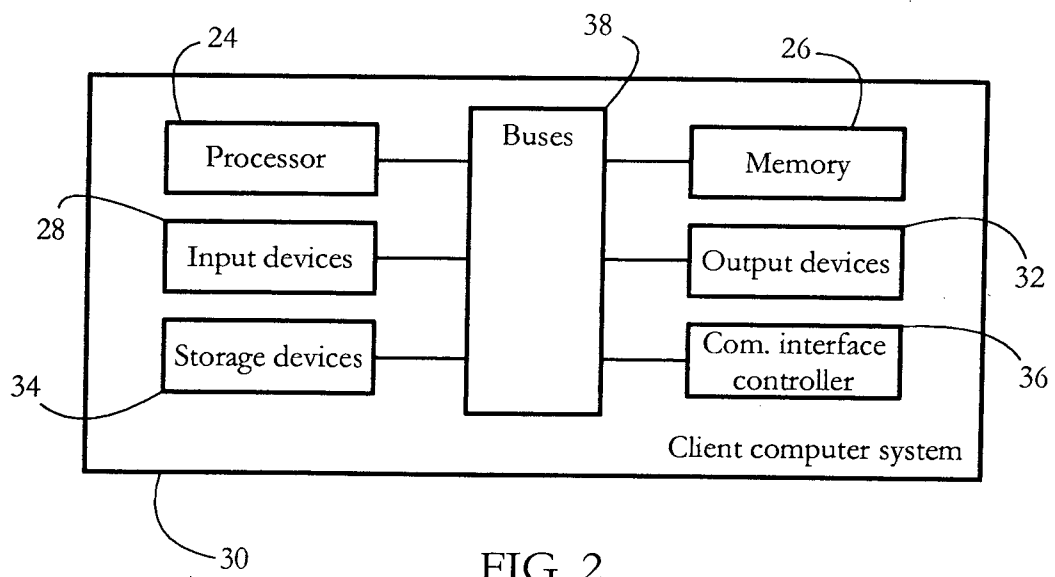 24
38
26
Processor
Buses
Memory
28
Input devices
Output devices
32
Storage devices
Com. interface
controller
34
36
Client computer system
30
FIG. 2